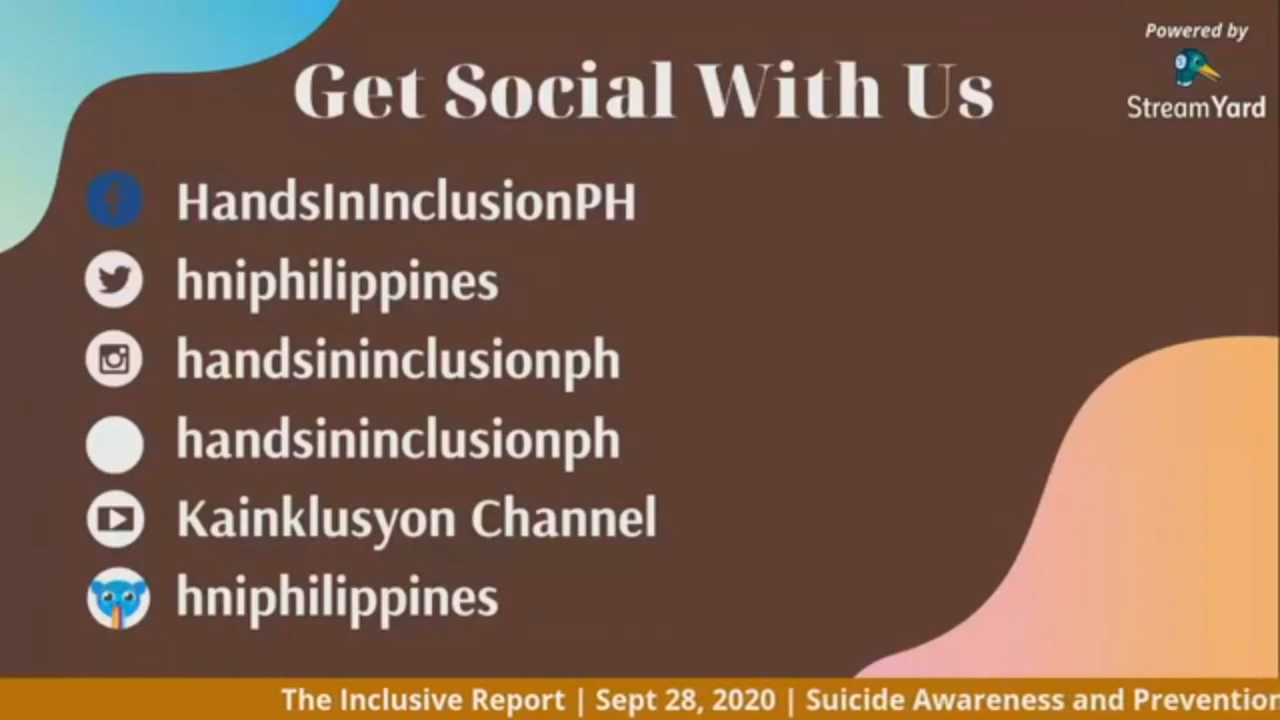 Powered by
StreamYard
Get Social With Us
HandsInInclusionPH
hniphilippines
handsininclusionph
handsininclusionph
Kainklusyon Channel
hniphilippines
The Inclusive Report | Sept 28, 2020 | Suicide Awareness and Prevention